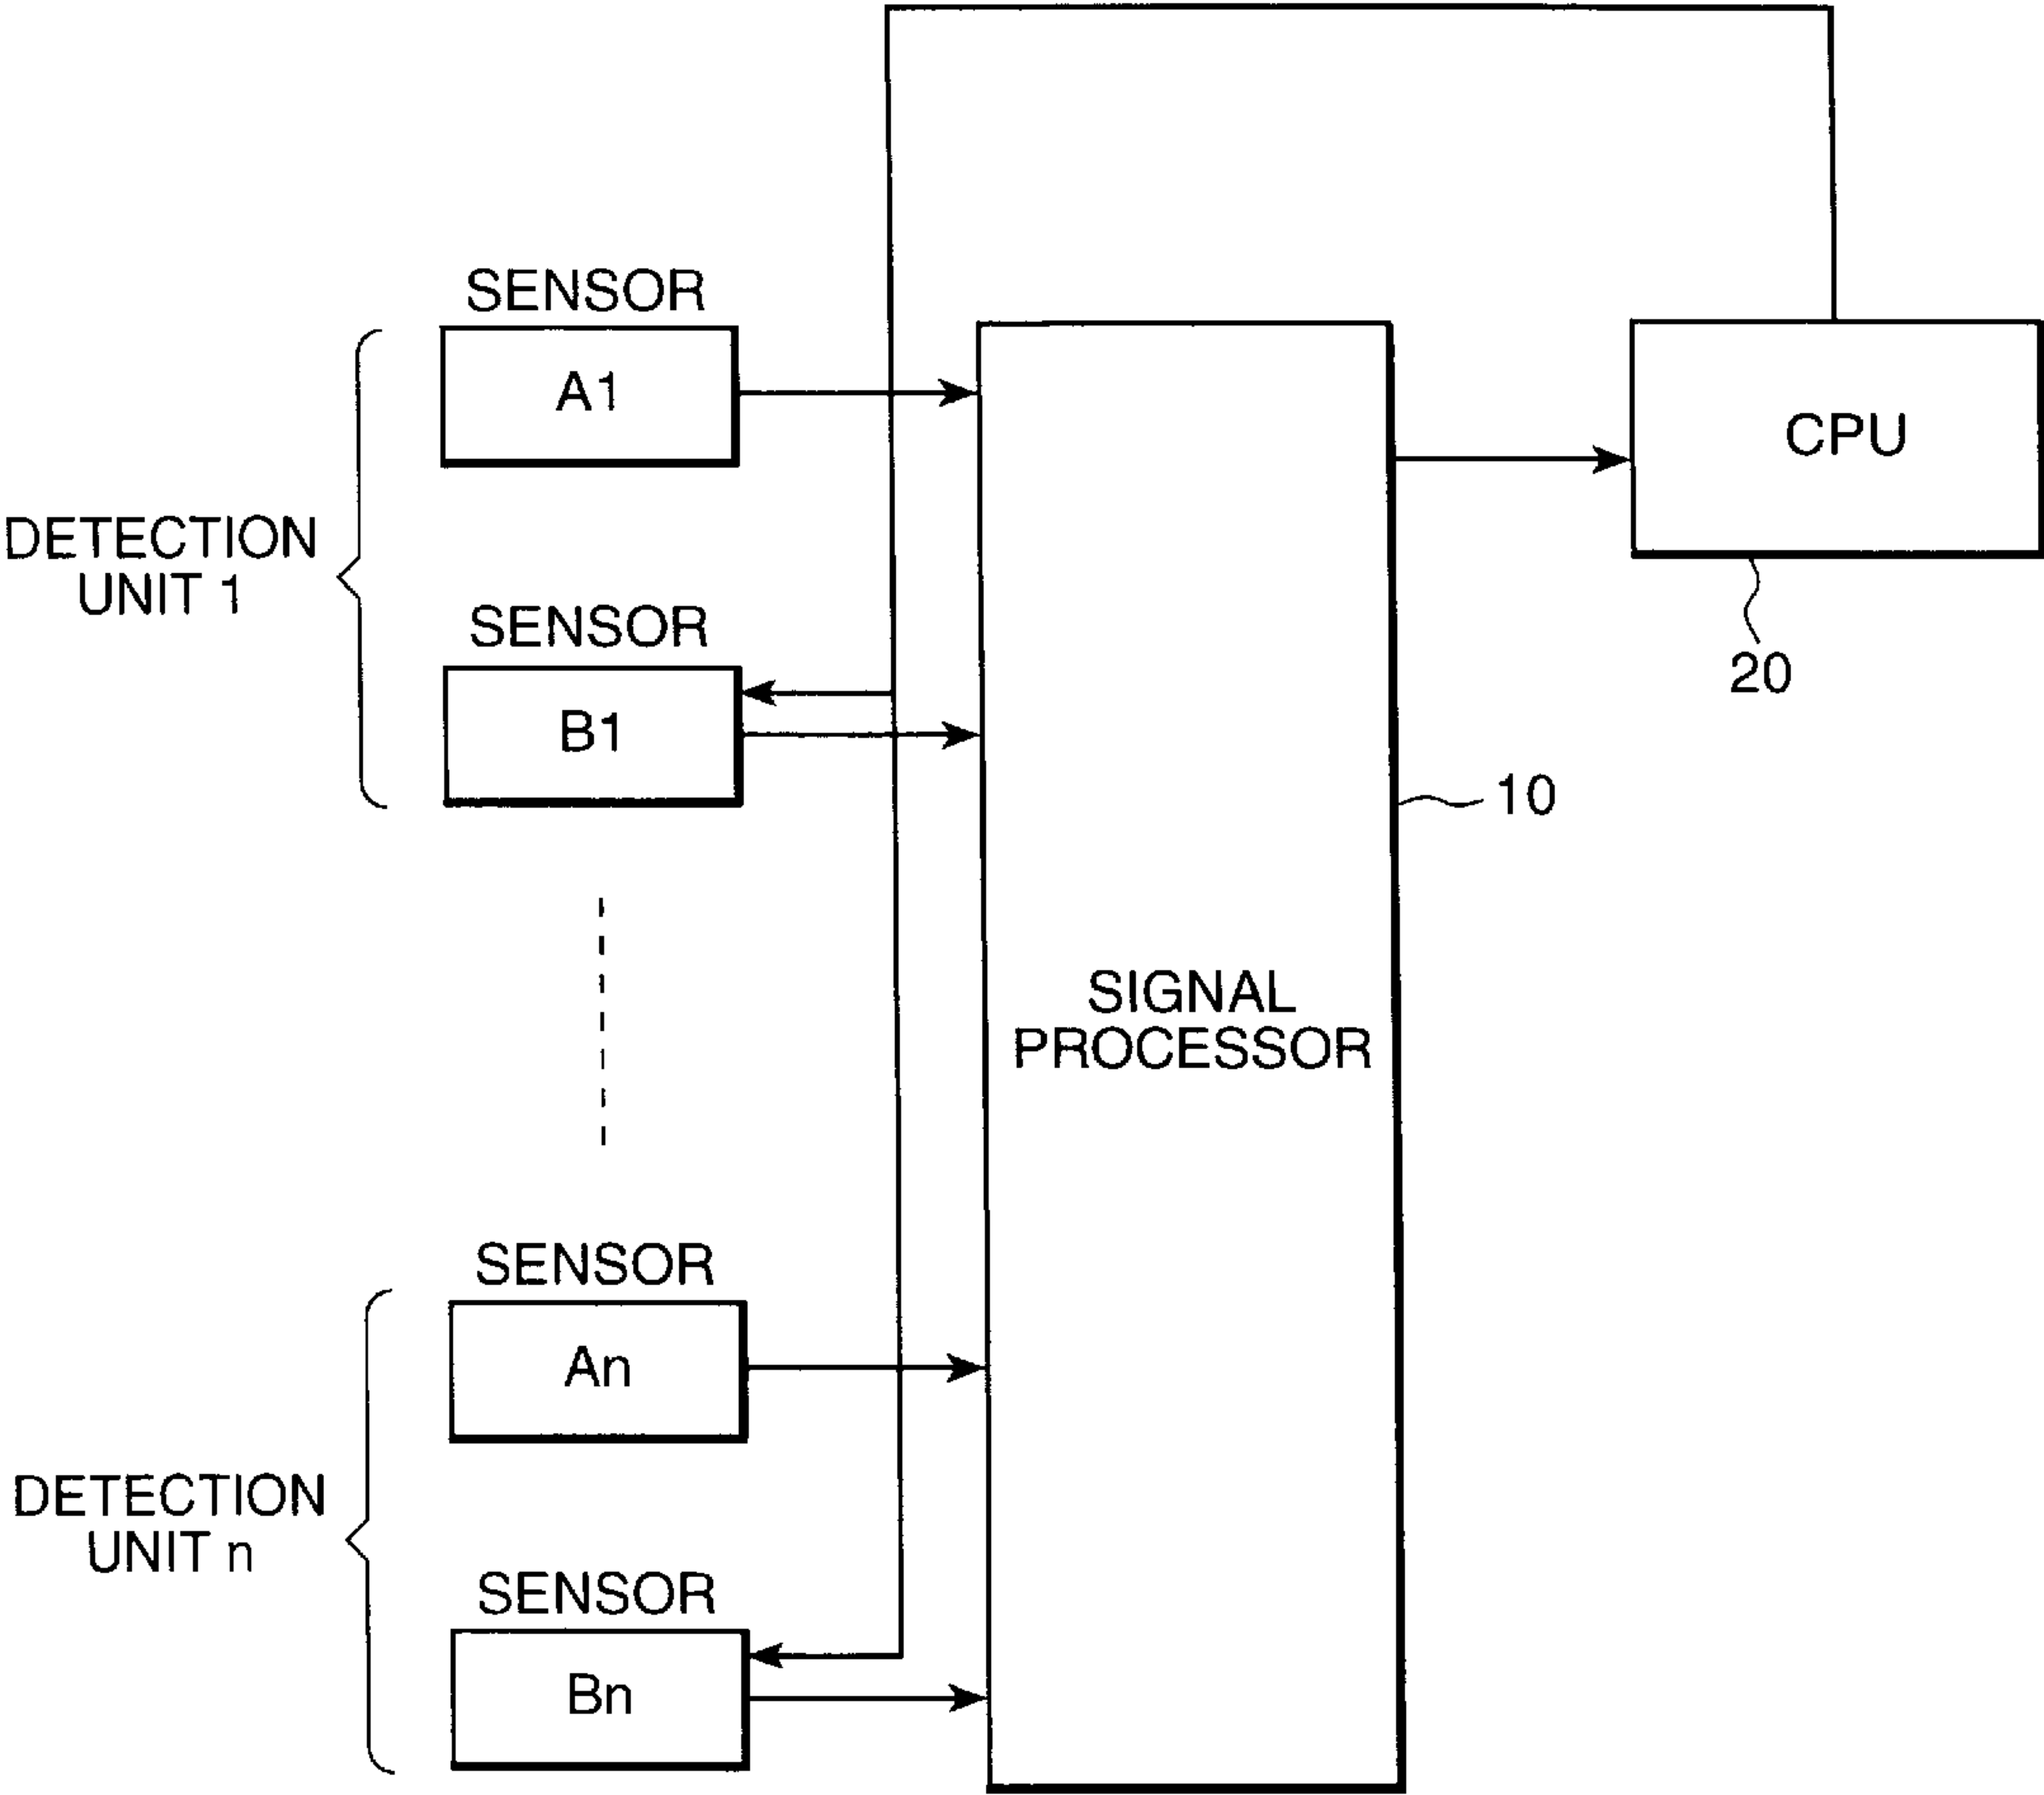 SENSOR
A1
DETECTION
UNIT 1
SENSOR
B1
CPU
20
10
SIGNAL
PROCESSOR
SENSOR
An
DETECTION
UNIT n
SENSOR
Bn